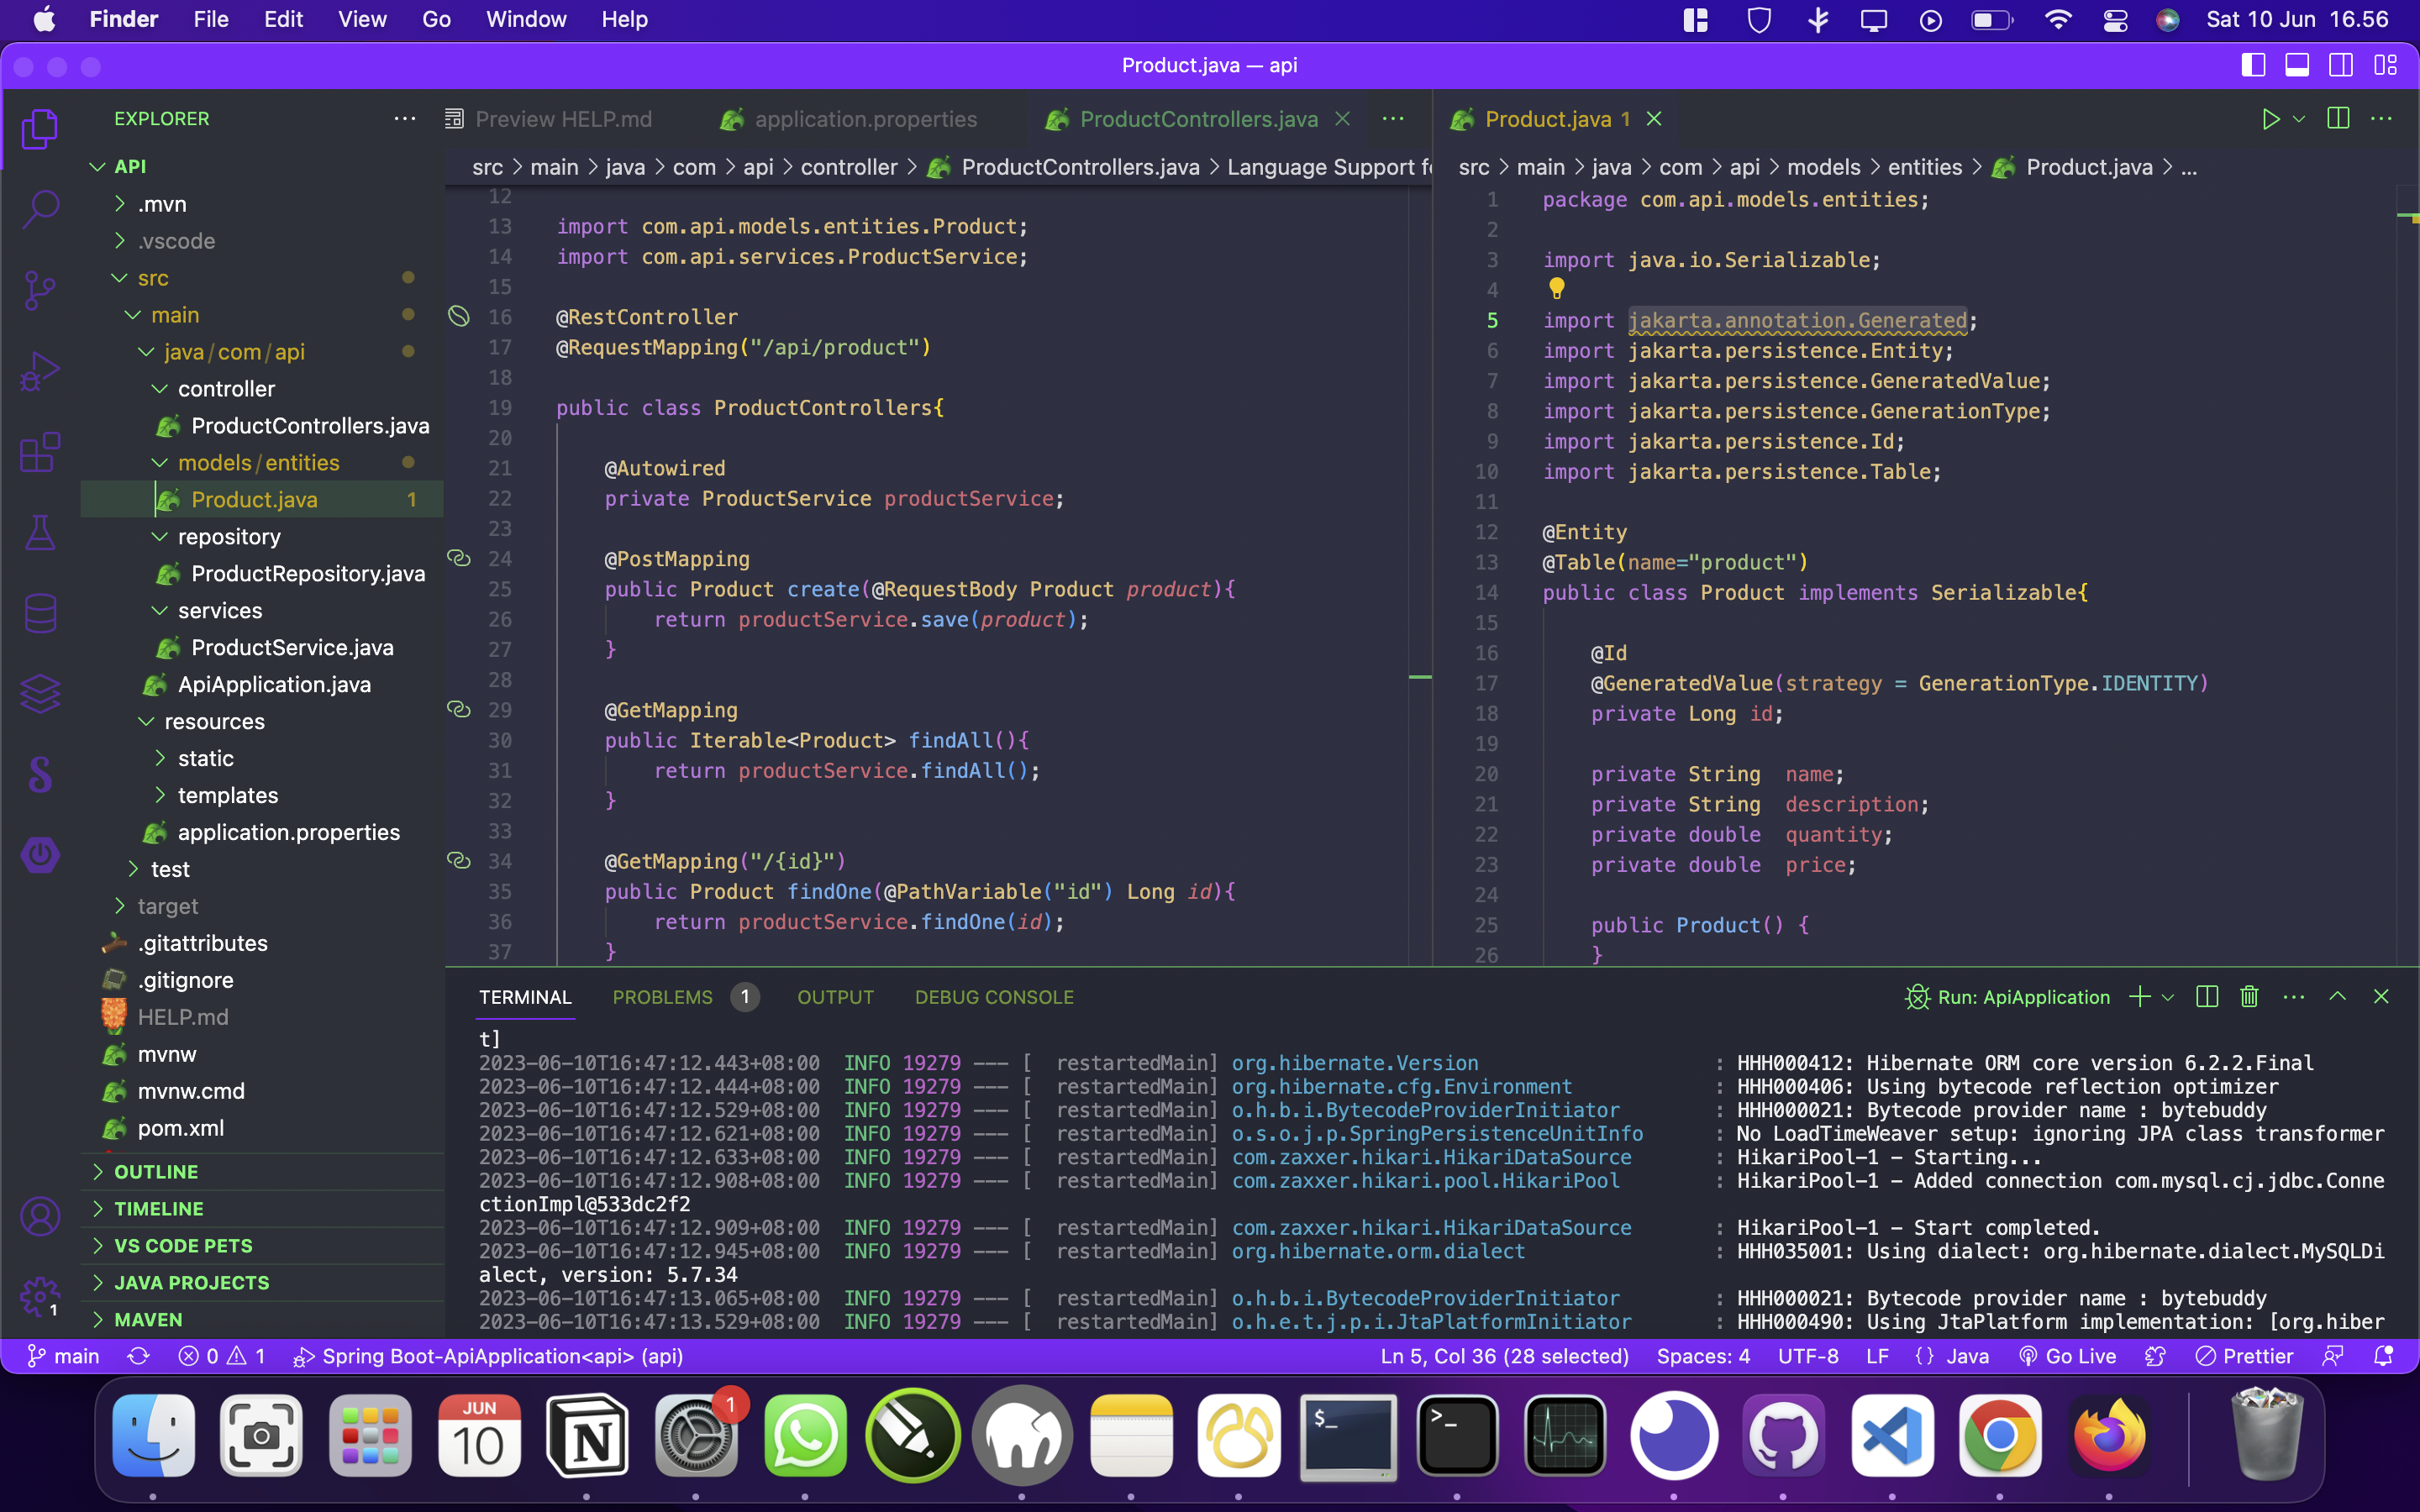 Finder File Edit View Go Window Help Sat 10 Jun 16.56
Product.java — api
EXPLORER
API
.mvn
.vscode
src
main
java/com/api
controller
ProductControllers.java
models/entities
Product.java 1
repository
ProductRepository.java
services
ProductService.java
ApiApplication.java
resources
static
templates
application.properties
test
target
.gitattributes
.gitignore
HELP.md
mvnw
mvnw.cmd
pom.xml
OUTLINE
TIMELINE
VS CODE PETS
JAVA PROJECTS
MAVEN
1
Preview HELP.md application.properties ProductControllers.java
src > main > java > com > api > controller > ProductControllers.java > Language Support f
12
13 import com.api.models.entities.Product;
14 import com.api.services.ProductService;
15
16 @RestController
17 @RequestMapping("/api/product")
18
19 public class ProductControllers{
20
21 @Autowired
22 private ProductService productService;
23
24 @PostMapping
25 public Product create(@RequestBody Product product){
26 return productService.save(product);
27 }
28
29 @GetMapping
30 public Iterable<Product> findAll(){
31 return productService.findAll();
32 }
33
34 @GetMapping("/{id}")
35 public Product findOne(@PathVariable("id") Long id){
36 return productService.findOne(id);
37 }
Product.java 1
src > main > java > com > api > models > entities > Product.java > ...
1 package com.api.models.entities;
2
3 import java.io.Serializable;
4
5 import jakarta.annotation.Generated;
6 import jakarta.persistence.Entity;
7 import jakarta.persistence.GeneratedValue;
8 import jakarta.persistence.GenerationType;
9 import jakarta.persistence.Id;
10 import jakarta.persistence.Table;
11
12 @Entity
13 @Table(name="product")
14 public class Product implements Serializable{
15
16 @Id
17 @GeneratedValue(strategy = GenerationType.IDENTITY)
18 private Long id;
19
20 private String name;
21 private String description;
22 private double quantity;
23 private double price;
24
25 public Product() {
26 }
TERMINAL PROBLEMS 1 OUTPUT DEBUG CONSOLE Run: ApiApplication
t]
2023-06-10T16:47:12.443+08:00 INFO 19279 --- [ restartedMain] org.hibernate.Version : HHH000412: Hibernate ORM core version 6.2.2.Final
2023-06-10T16:47:12.444+08:00 INFO 19279 --- [ restartedMain] org.hibernate.cfg.Environment : HHH000406: Using bytecode reflection optimizer
2023-06-10T16:47:12.529+08:00 INFO 19279 --- [ restartedMain] o.h.b.i.BytecodeProviderInitiator : HHH000021: Bytecode provider name : bytebuddy
2023-06-10T16:47:12.621+08:00 INFO 19279 --- [ restartedMain] o.s.o.j.p.SpringPersistenceUnitInfo : No LoadTimeWeaver setup: ignoring JPA class transformer
2023-06-10T16:47:12.633+08:00 INFO 19279 --- [ restartedMain] com.zaxxer.hikari.HikariDataSource : HikariPool-1 - Starting...
2023-06-10T16:47:12.908+08:00 INFO 19279 --- [ restartedMain] com.zaxxer.hikari.pool.HikariPool : HikariPool-1 - Added connection com.mysql.cj.jdbc.Conne
ctionImpl@533dc2f2
2023-06-10T16:47:12.909+08:00 INFO 19279 --- [ restartedMain] com.zaxxer.hikari.HikariDataSource : HikariPool-1 - Start completed.
2023-06-10T16:47:12.945+08:00 INFO 19279 --- [ restartedMain] org.hibernate.orm.dialect : HHH035001: Using dialect: org.hibernate.dialect.MySQLDi
alect, version: 5.7.34
2023-06-10T16:47:13.065+08:00 INFO 19279 --- [ restartedMain] o.h.b.i.BytecodeProviderInitiator : HHH000021: Bytecode provider name : bytebuddy
2023-06-10T16:47:13.529+08:00 INFO 19279 --- [ restartedMain] o.h.e.t.j.p.i.JtaPlatformInitiator : HHH000490: Using JtaPlatform implementation: [org.hiber
main 0 1 Spring Boot-ApiApplication<api> (api) Ln 5, Col 36 (28 selected) Spaces: 4 UTF-8 LF {} Java Go Live Prettier
JUN
10
1